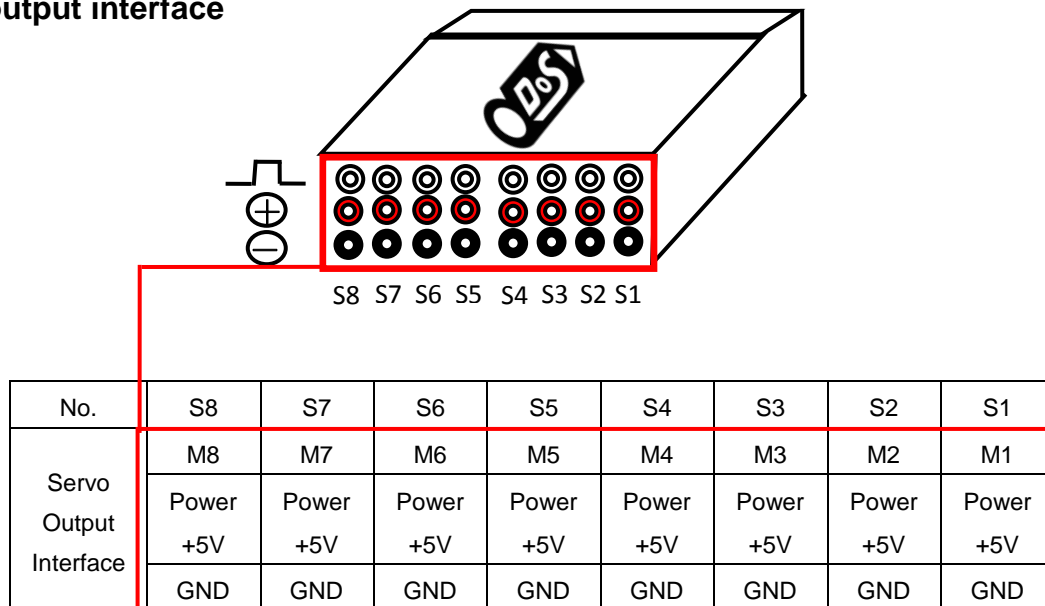 output interface
DoS
S8 S7 S6 S5 S4 S3 S2 S1
No. S8 S7 S6 S5 S4 S3 S2 S1
Servo Output Interface
M8 M7 M6 M5 M4 M3 M2 M1
Power +5V Power +5V Power +5V Power +5V Power +5V Power +5V Power +5V Power +5V
GND GND GND GND GND GND GND GND